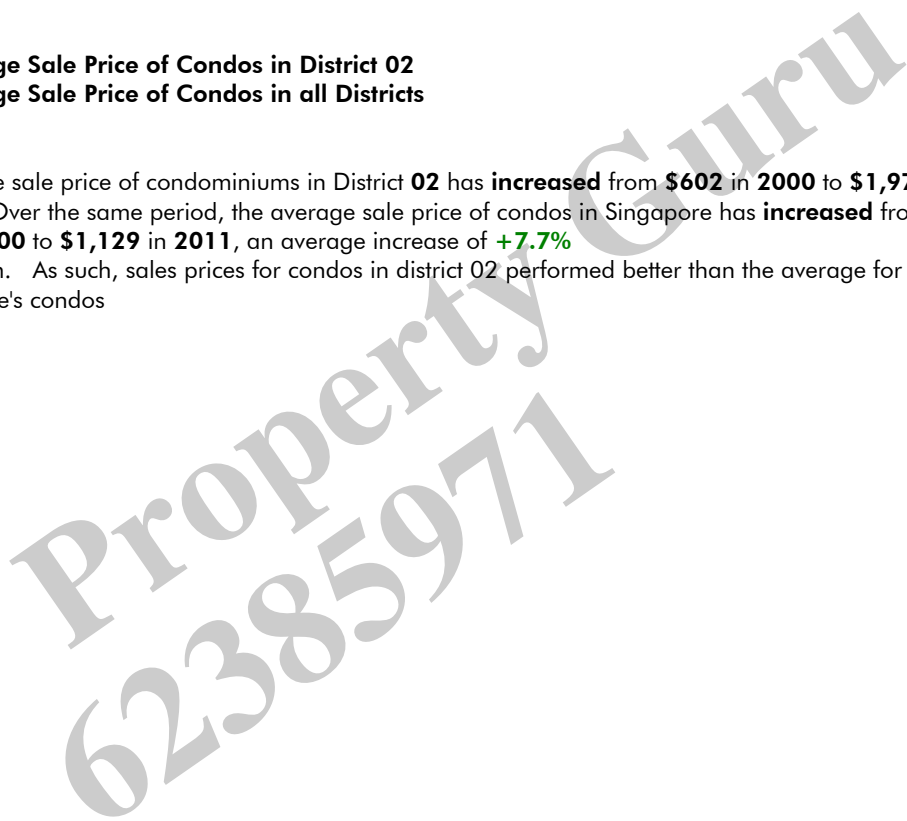 ge Sale Price of Condos in District 02
ge Sale Price of Condos in all Districts
e sale price of condominiums in District 02 has increased from $602 in 2000 to $1,97
Over the same period, the average sale price of condos in Singapore has increased fro
00 to $1,129 in 2011, an average increase of +7.7%
n. As such, sales prices for condos in district 02 performed better than the average for
e's condos
Property Guru
62385971